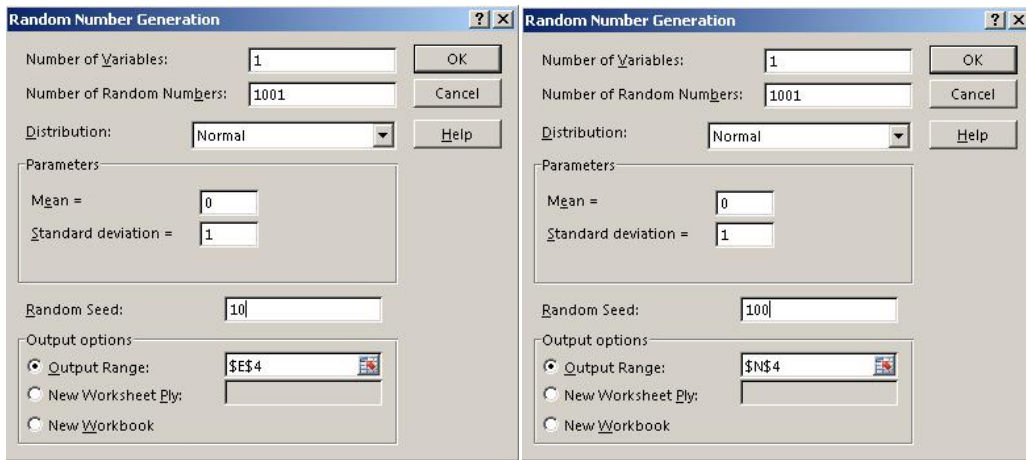 Random Number Generation
Number of Variables: 1
OK
Number of Random Numbers: 1001
Cancel
Distribution: Normal
Help
Parameters
Mean = 0
Standard deviation = 1
Random Seed: 10
Output options
Output Range: $E$4
New Worksheet Ply:
New Workbook
Random Number Generation
Number of Variables: 1
OK
Number of Random Numbers: 1001
Cancel
Distribution: Normal
Help
Parameters
Mean = 0
Standard deviation = 1
Random Seed: 100
Output options
Output Range: $N$4
New Worksheet Ply:
New Workbook